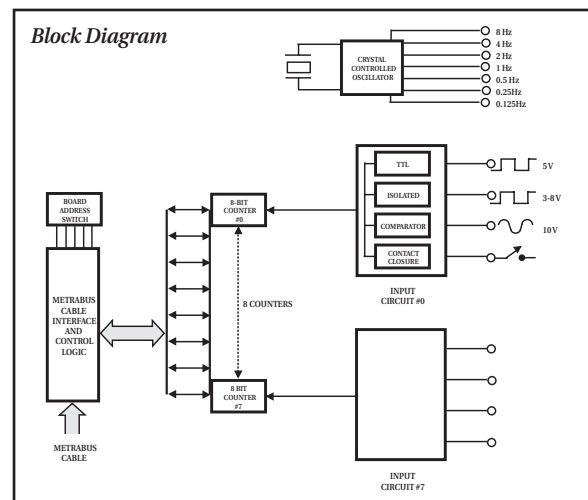 Block Diagram
8 Hz
4 Hz
2 Hz
1 Hz
0.5 Hz
0.25Hz
0.125Hz
CRYSTAL
CONTROLLED
OSCILLATOR
TTL
ISOLATED
COMPARATOR
CONTACT
CLOSURE
5V
3-8V
10V
INPUT
CIRCUIT #0
BOARD
ADDRESS
SWITCH
8-BIT
COUNTER
#0
METRABUS
CABLE
INTERFACE
AND
CONTROL
LOGIC
8 COUNTERS
8 BIT
COUNTER
#7
METRABUS
CABLE
INPUT
CIRCUIT #7